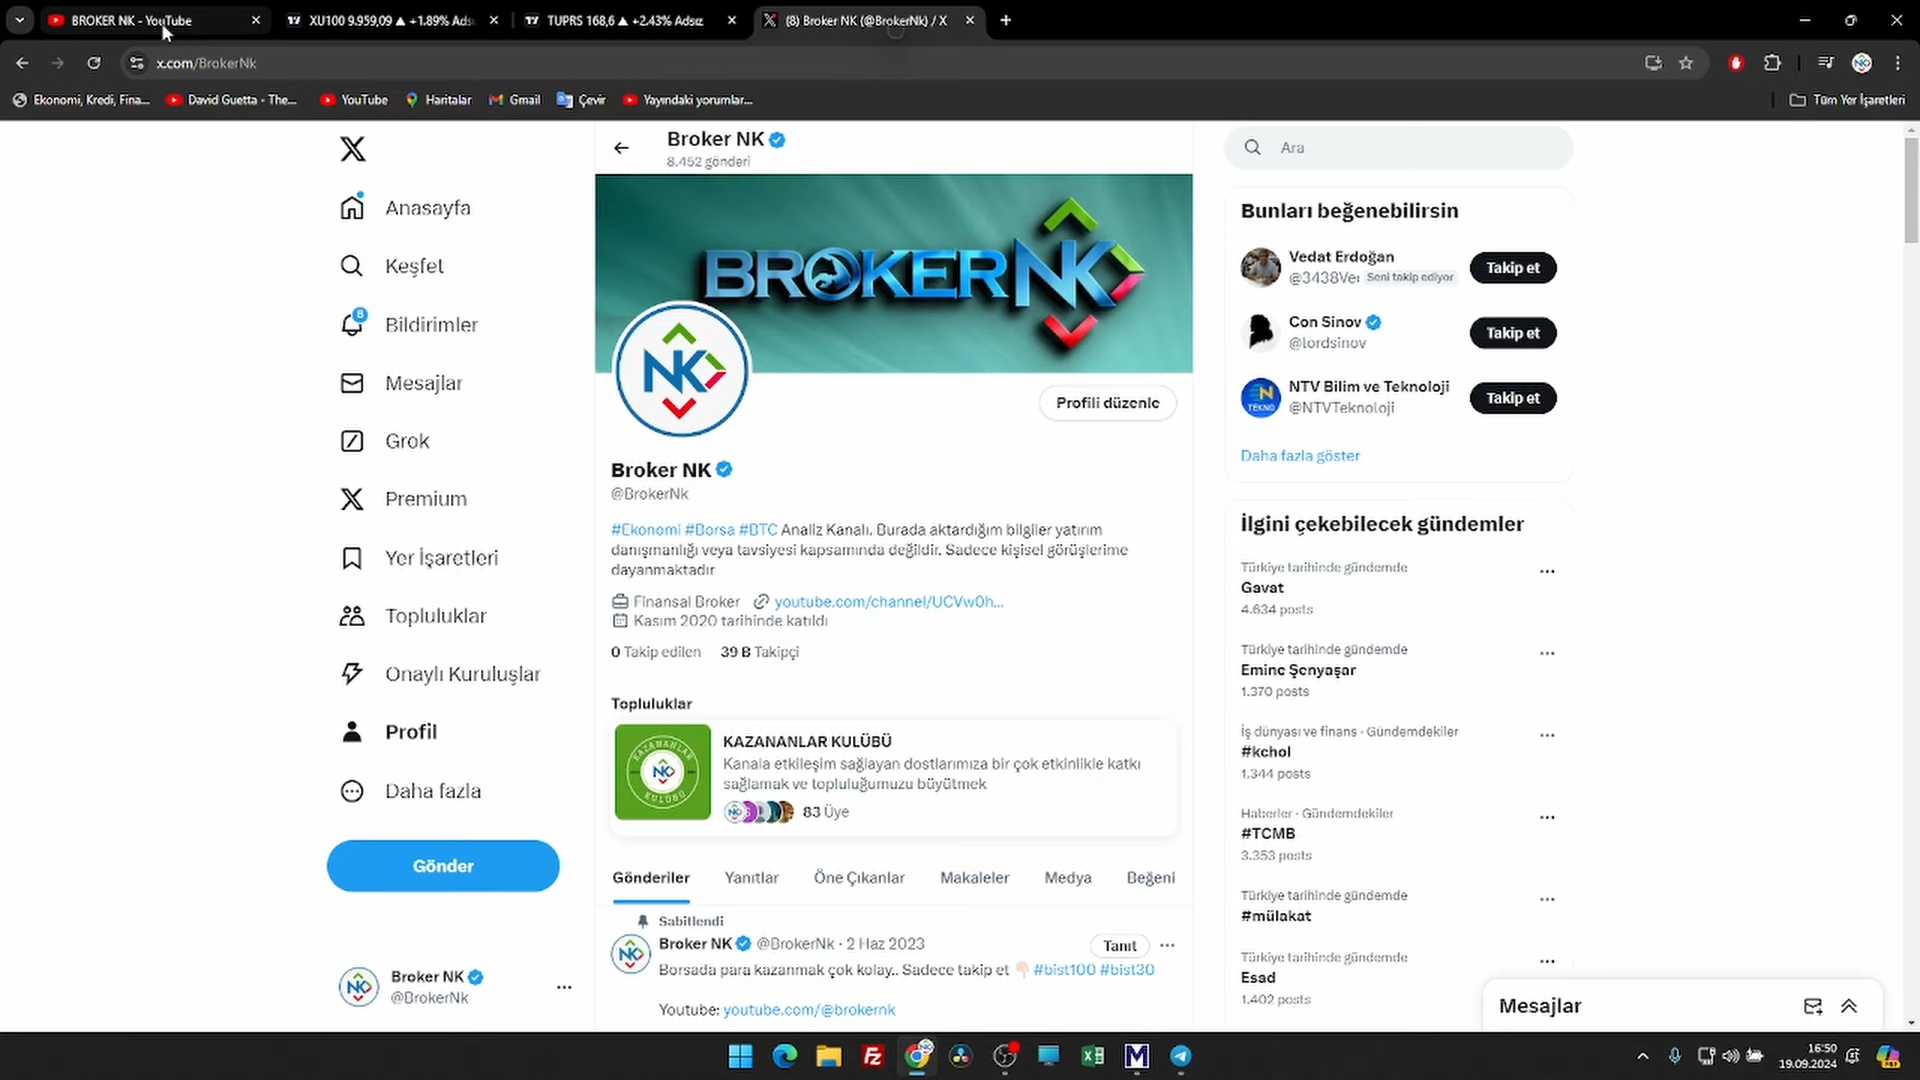 BROKER NK - YouTube
XU100 9.959,09 ▲ +1.89% Adsı
TUPRS 168,6 ▲ +2.43% Adsız
(8) Broker NK (@BrokerNk) / X
x.com/BrokerNk
Ekonomi, Kredi, Fina...
David Guetta - The...
YouTube
Haritalar
Gmail
Çevir
Yayındaki yorumlar...
Tüm Yer İşaretleri
Anasayfa
Keşfet
8
Bildirimler
Mesajlar
Grok
Premium
Yer İşaretleri
Topluluklar
Onaylı Kuruluşlar
Profil
Daha fazla
Gönder
Broker NK
@BrokerNk
Broker NK
8.452 gönderi
BROKER NK
NK
Profili düzenle
Broker NK
@BrokerNk
#Ekonomi #Borsa #BTC Analiz Kanalı. Burada aktardığım bilgiler yatırım
danışmanlığı veya tavsiyesi kapsamında değildir. Sadece kişisel görüşlerime
dayanmaktadır
Finansal Broker youtube.com/channel/UCVw0h...
Kasım 2020 tarihinde katıldı
0 Takip edilen 39 B Takipçi
Topluluklar
KAZANANLAR
NK
KULÜBÜ
KAZANANLAR KULÜBÜ
Kanala etkileşim sağlayan dostlarımıza bir çok etkinlikle katkı
sağlamak ve topluluğumuzu büyütmek
83 Üye
Gönderiler Yanıtlar Öne Çıkanlar Makaleler Medya Beğeni
Sabitlendi
Broker NK @BrokerNk · 2 Haz 2023
Tanıt
Borsada para kazanmak çok kolay.. Sadece takip et #bist100 #bist30
Youtube: youtube.com/@brokernk
Ara
Bunları beğenebilirsin
Vedat Erdoğan
@3438Ve Seni takip ediyor
Takip et
Con Sinov
@lordsinov
Takip et
NTV Bilim ve Teknoloji
@NTVTeknoloji
Takip et
Daha fazla göster
İlgini çekebilecek gündemler
Türkiye tarihinde gündemde
Gavat
4.634 posts
Türkiye tarihinde gündemde
Emine Şenyaşar
1.370 posts
İş dünyası ve finans · Gündemdekiler
#kchol
1.344 posts
Haberler · Gündemdekiler
#TCMB
3.353 posts
Türkiye tarihinde gündemde
#mülakat
Türkiye tarihinde gündemde
Esad
1.402 posts
Mesajlar
16:50
19.09.2024